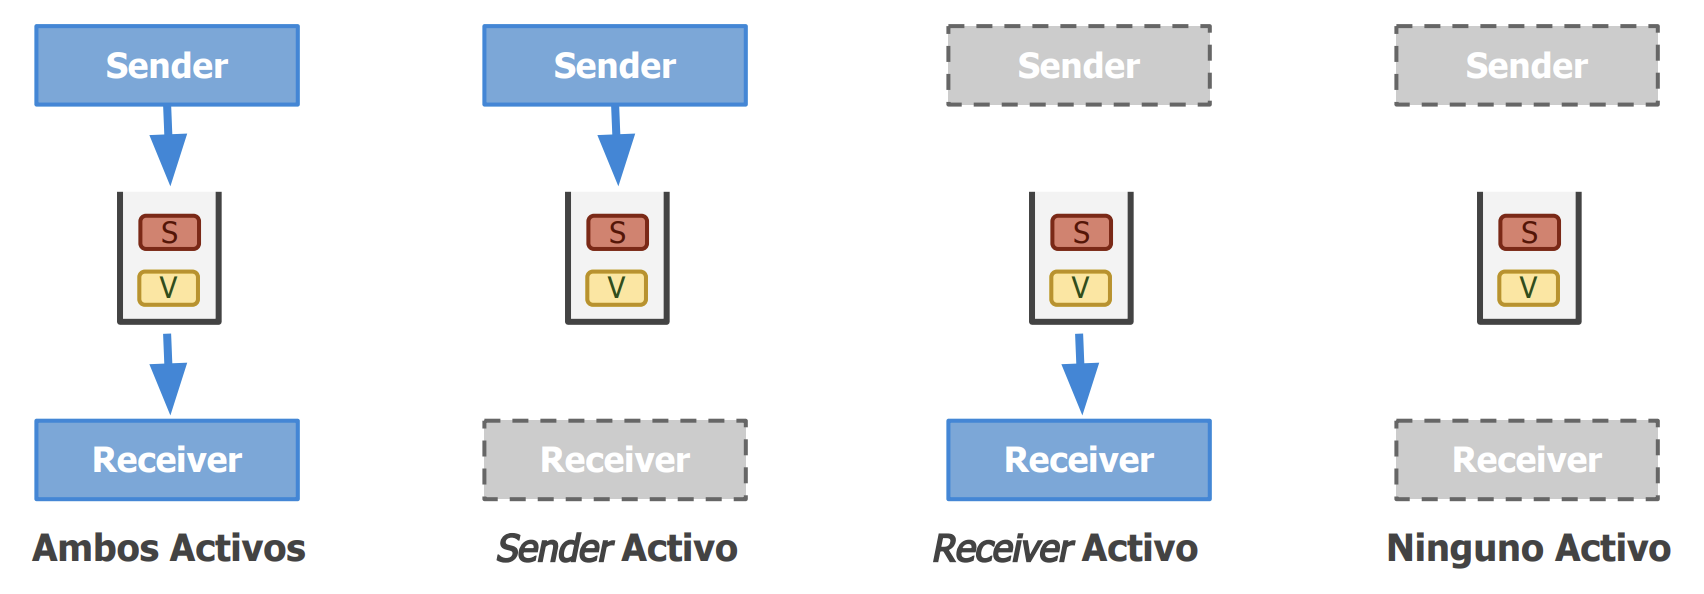 Sender
Sender
Sender
Sender
S
S
S
S
V
V
V
V
Receiver
Receiver
Receiver
Receiver
Ambos Activos
Sender Activo
Receiver Activo
Ninguno Activo